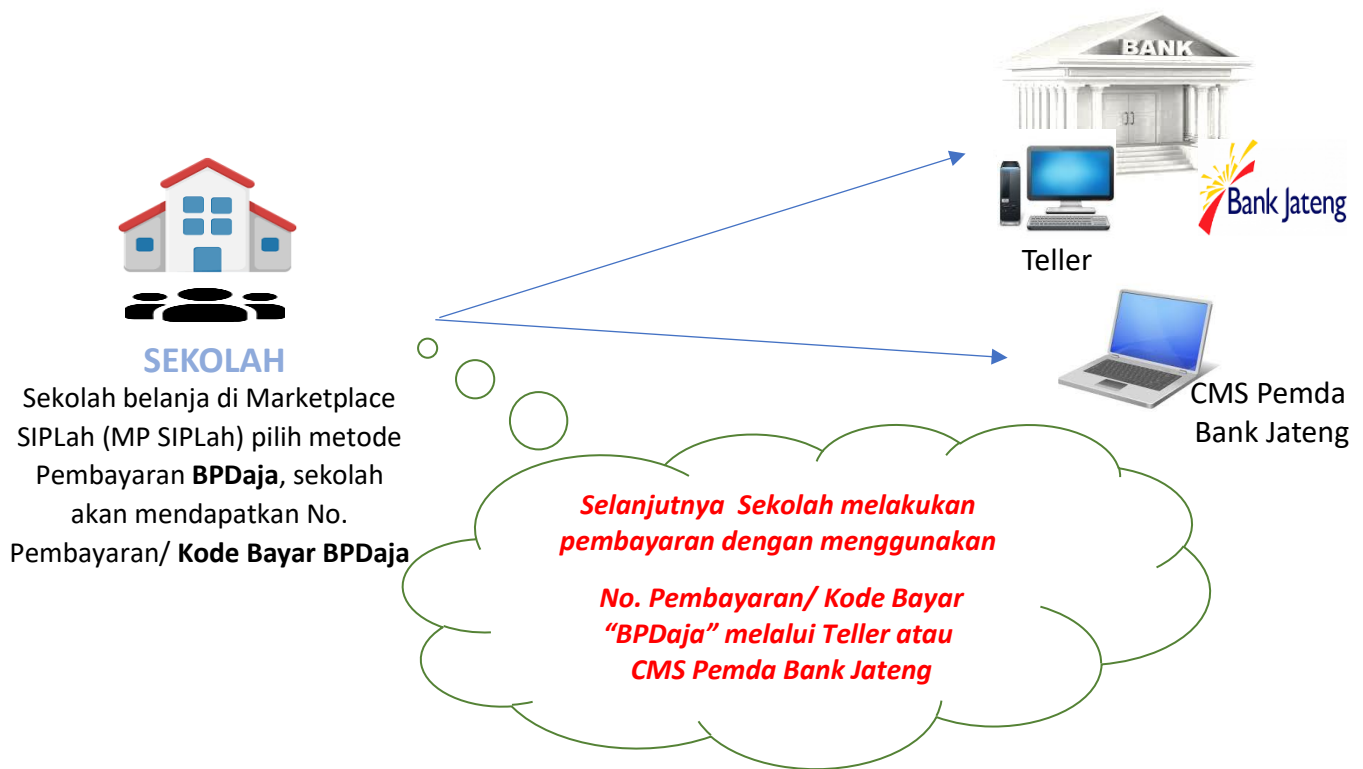 BANK
Bank Jateng
Teller
CMS Pemda
Bank Jateng
SEKOLAH
Sekolah belanja di Marketplace
SIPLah (MP SIPLah) pilih metode
Pembayaran BPDaja, sekolah
akan mendapatkan No.
Pembayaran/ Kode Bayar BPDaja
Selanjutnya Sekolah melakukan
pembayaran dengan menggunakan
No. Pembayaran/ Kode Bayar
“BPDaja” melalui Teller atau
CMS Pemda Bank Jateng